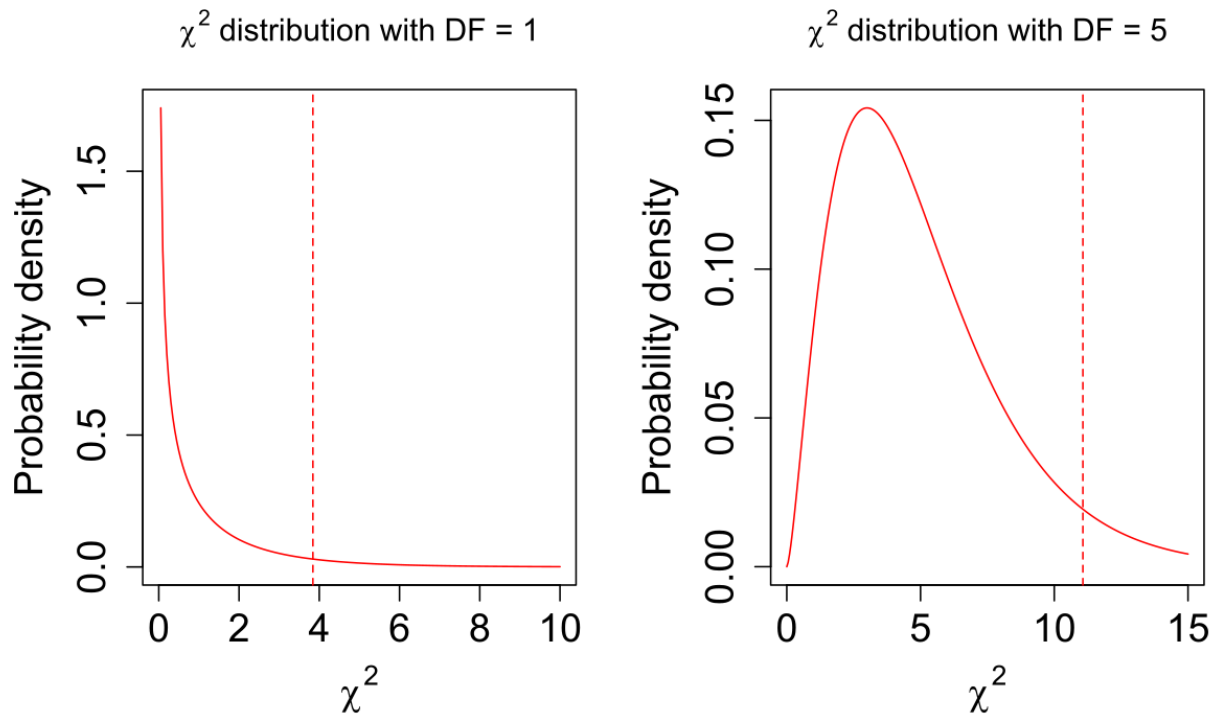 χ² distribution with DF = 1
Probability density
0.0 0.5 1.0 1.5
0 2 4 6 8 10
χ²
χ² distribution with DF = 5
Probability density
0.00 0.05 0.10 0.15
0 5 10 15
χ²